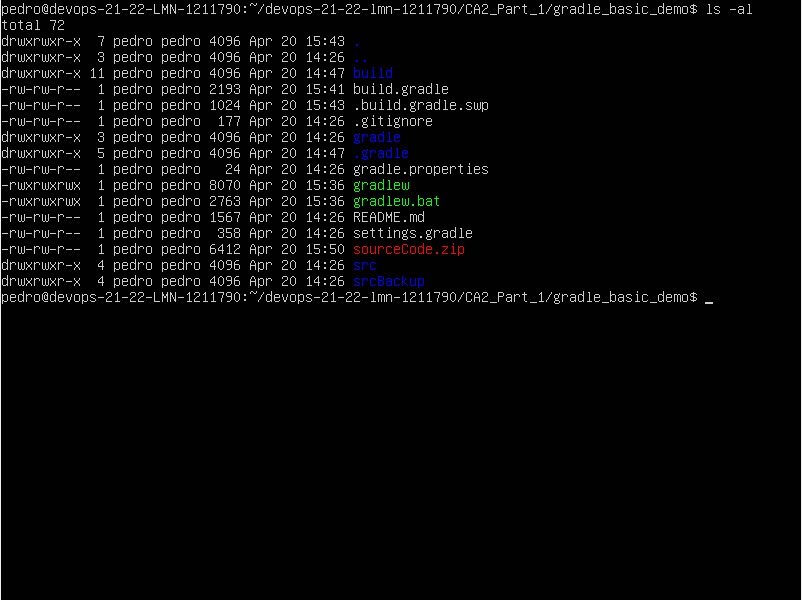 pedro@devops-21-22-LMN-1211790:~/devops-21-22-lmn-1211790/CA2_Part_1/gradle_basic_demo$ ls -al
total 72
drwxrwxr-x  7 pedro pedro 4096 Apr 20 15:43 .
drwxrwxr-x  3 pedro pedro 4096 Apr 20 14:26 ..
drwxrwxr-x 11 pedro pedro 4096 Apr 20 14:47 build
-rw-rw-r--  1 pedro pedro 2193 Apr 20 15:41 build.gradle
-rw-rw-r--  1 pedro pedro 1024 Apr 20 15:43 .build.gradle.swp
-rw-rw-r--  1 pedro pedro  177 Apr 20 14:26 .gitignore
drwxrwxr-x  3 pedro pedro 4096 Apr 20 14:26 gradle
drwxrwxr-x  5 pedro pedro 4096 Apr 20 14:47 .gradle
-rw-rw-r--  1 pedro pedro   24 Apr 20 14:26 gradle.properties
-rwxrwxrwx  1 pedro pedro 8070 Apr 20 15:36 gradlew
-rwxrwxrwx  1 pedro pedro 2763 Apr 20 15:36 gradlew.bat
-rw-rw-r--  1 pedro pedro 1567 Apr 20 14:26 README.md
-rw-rw-r--  1 pedro pedro  358 Apr 20 14:26 settings.gradle
-rw-rw-r--  1 pedro pedro 6412 Apr 20 15:50 sourceCode.zip
drwxrwxr-x  4 pedro pedro 4096 Apr 20 14:26 src
drwxrwxr-x  4 pedro pedro 4096 Apr 20 14:26 srcBackup
pedro@devops-21-22-LMN-1211790:~/devops-21-22-lmn-1211790/CA2_Part_1/gradle_basic_demo$ _